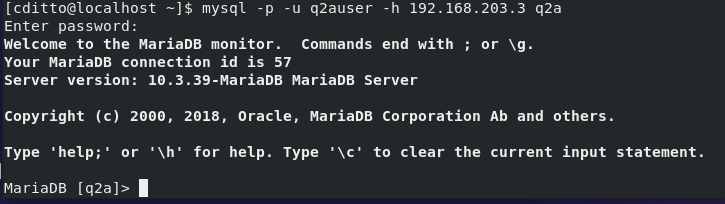 [cditto@localhost ~]$ mysql -p -u q2auser -h 192.168.203.3 q2a
Enter password:
Welcome to the MariaDB monitor.  Commands end with ; or \g.
Your MariaDB connection id is 57
Server version: 10.3.39-MariaDB MariaDB Server

Copyright (c) 2000, 2018, Oracle, MariaDB Corporation Ab and others.

Type 'help;' or '\h' for help. Type '\c' to clear the current input statement.

MariaDB [q2a]>